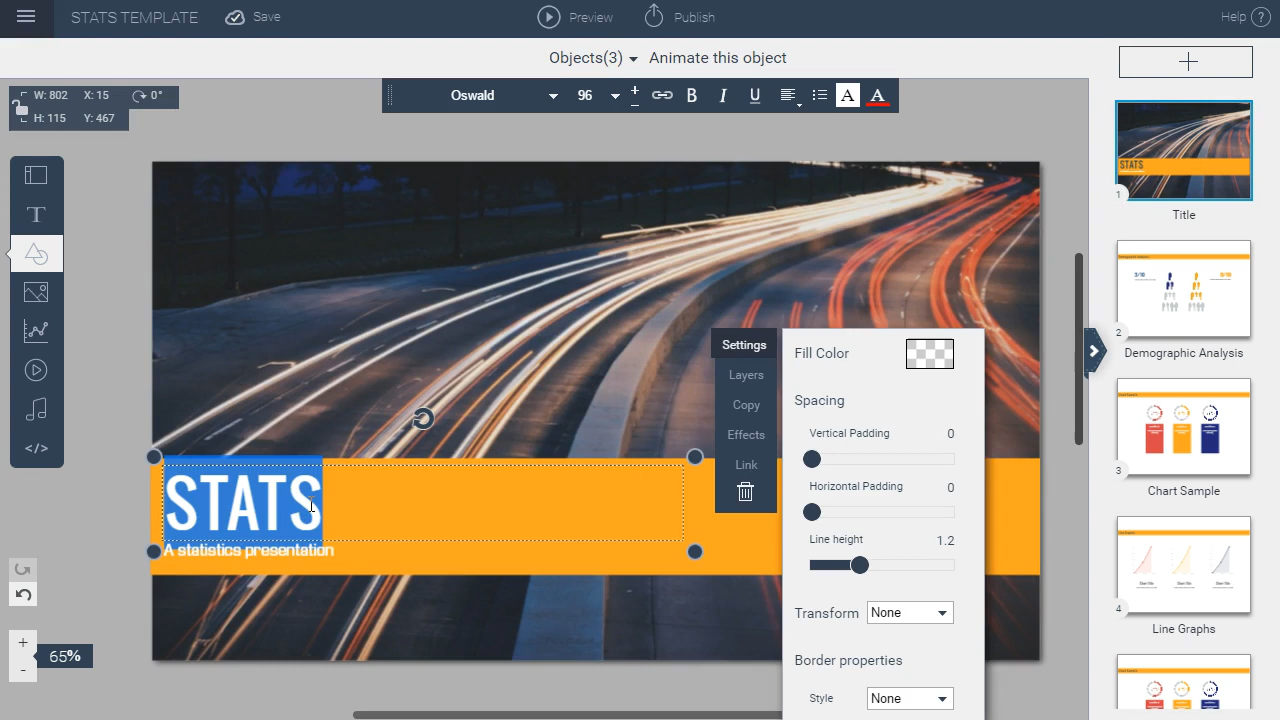 STATS TEMPLATE
Save
Preview
Publish
Help ?
Objects(3)
Animate this object
W: 802 X: 15 0°
H: 115 Y: 467
Oswald 96 + - B I U A A
T
</>
STATS
A statistics presentation
Settings
Layers
Copy
Effects
Link
Fill Color
Spacing
Vertical Padding 0
Horizontal Padding 0
Line height 1.2
Transform None
Border properties
Style None
+
65%
-
STATS
1
Title
2
Demographic Analysis
3
Chart Sample
4
Line Graphs